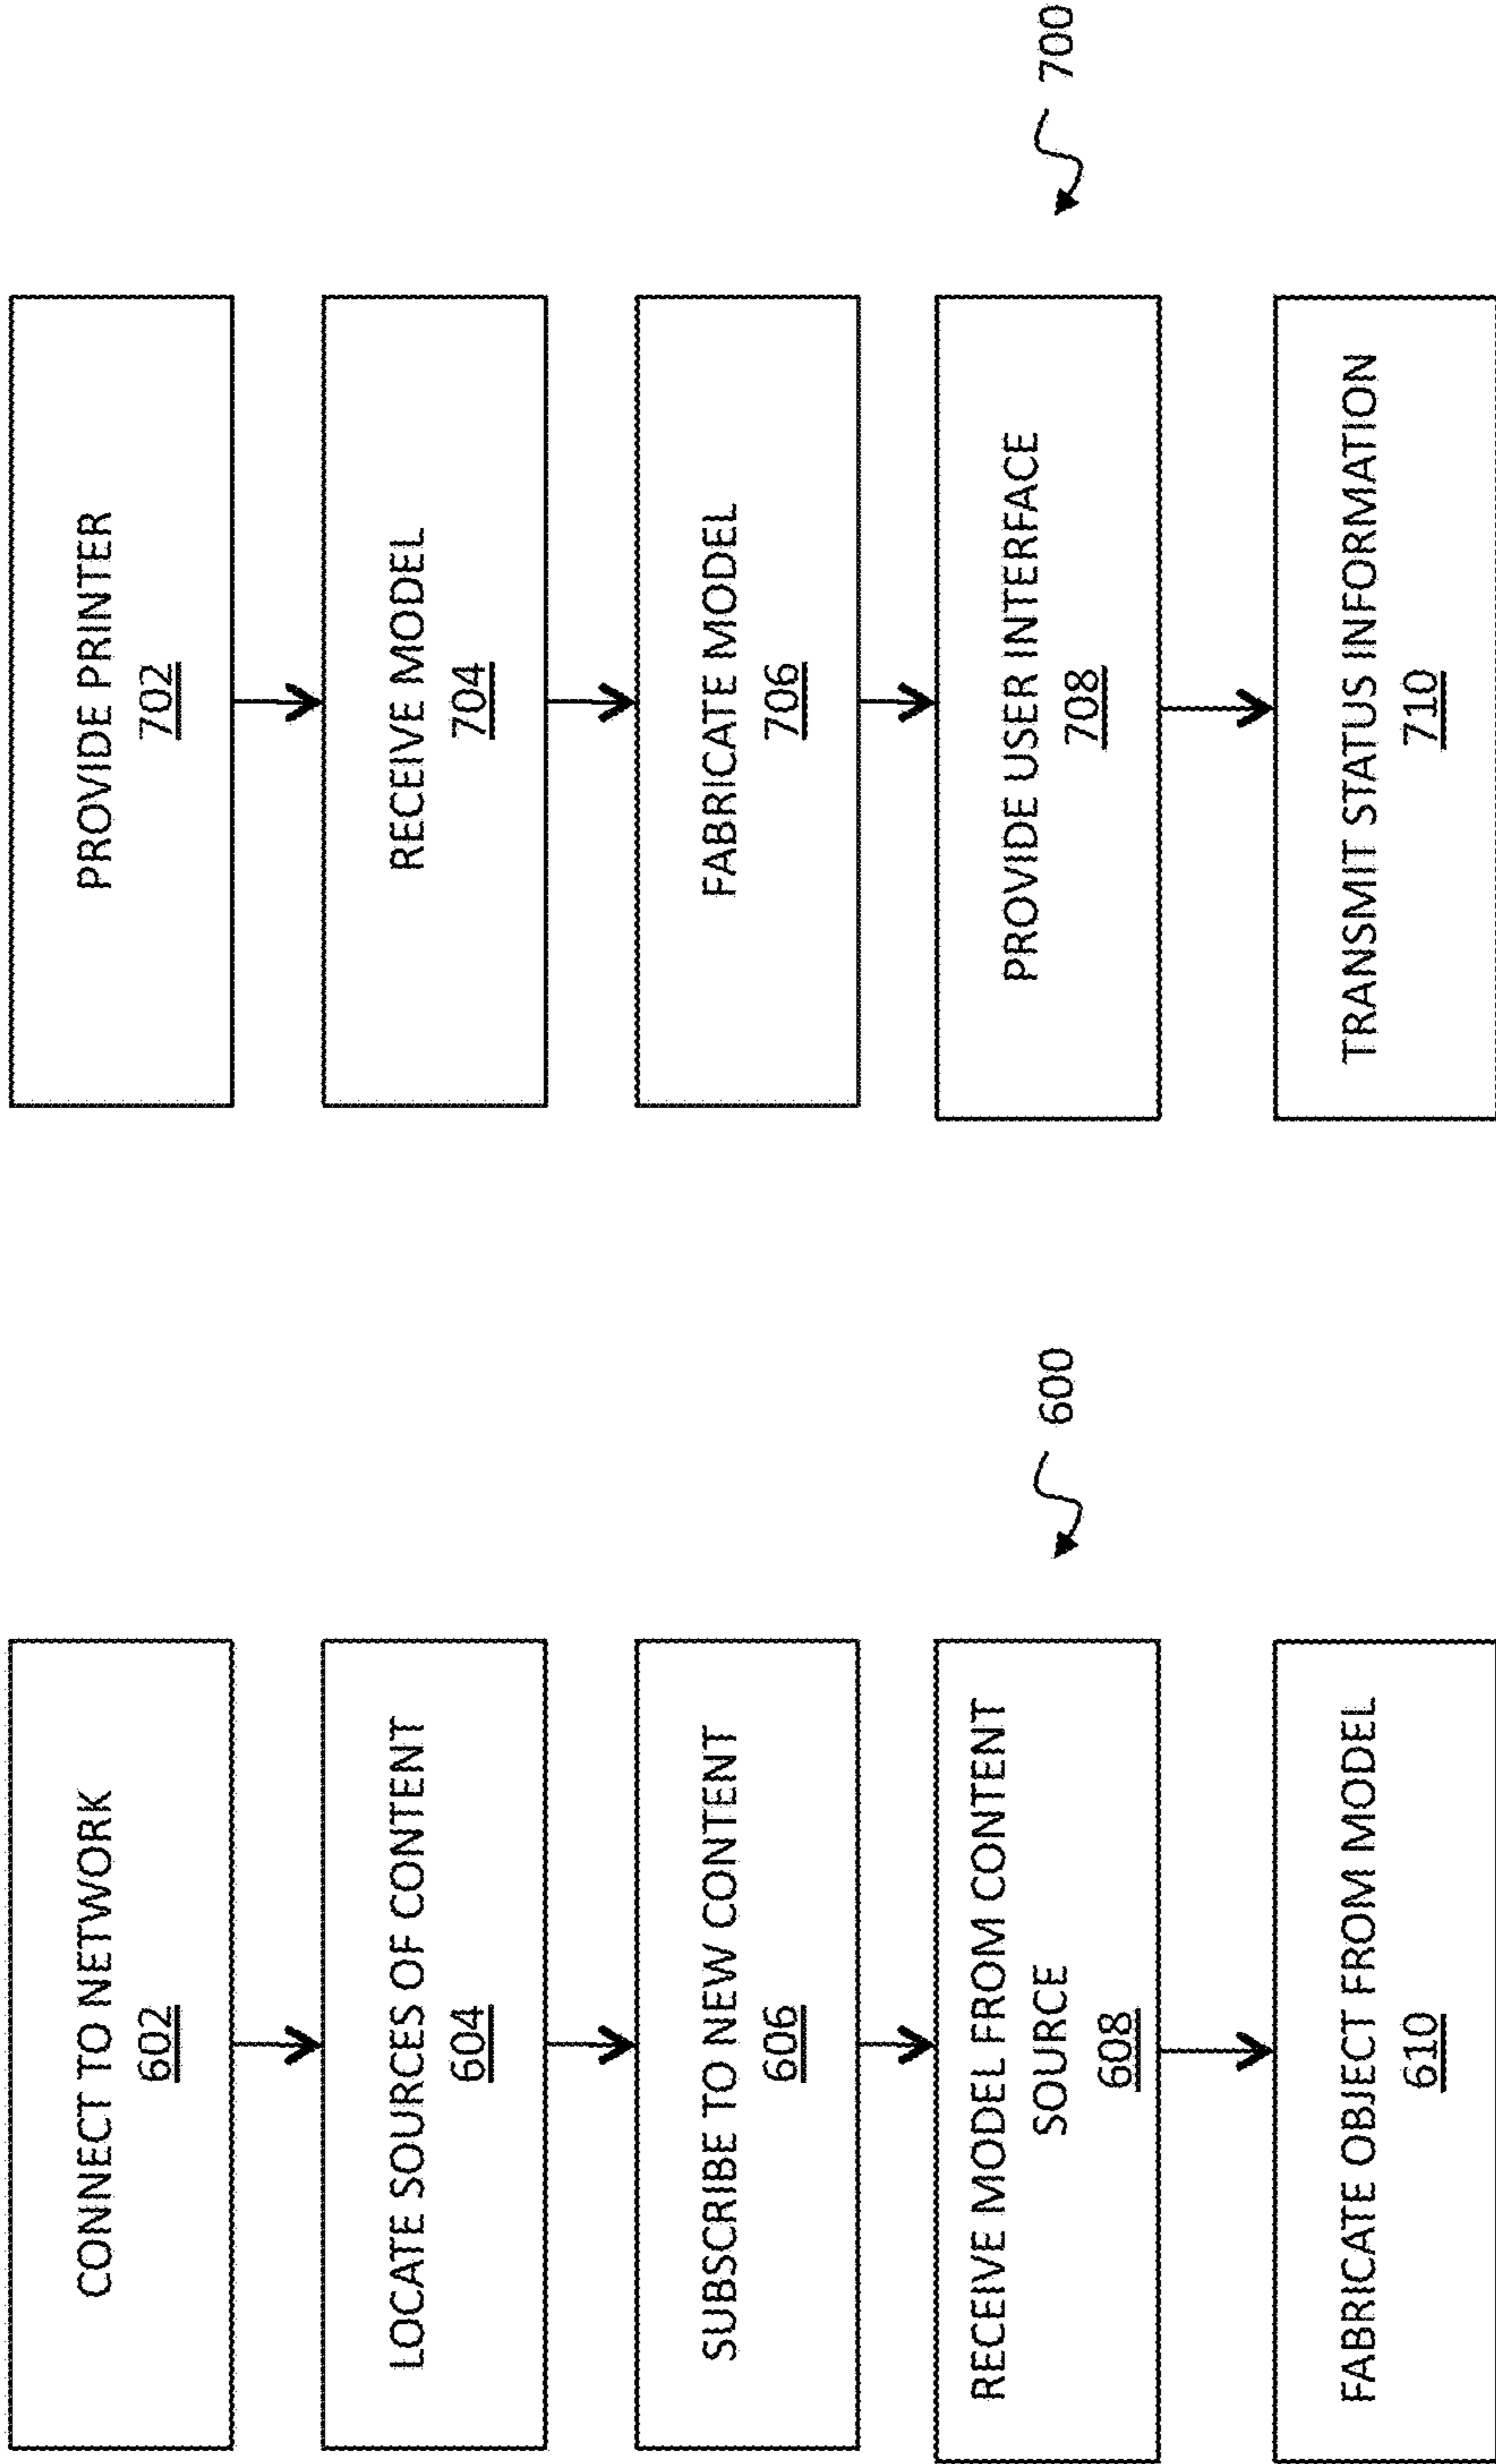 CONNECT TO NETWORK
602
LOCATE SOURCES OF CONTENT
604
SUBSCRIBE TO NEW CONTENT
606
RECEIVE MODEL FROM CONTENT
SOURCE
608
FABRICATE OBJECT FROM MODEL
610
600
PROVIDE PRINTER
702
RECEIVE MODEL
704
FABRICATE MODEL
706
PROVIDE USER INTERFACE
708
TRANSMIT STATUS INFORMATION
710
700